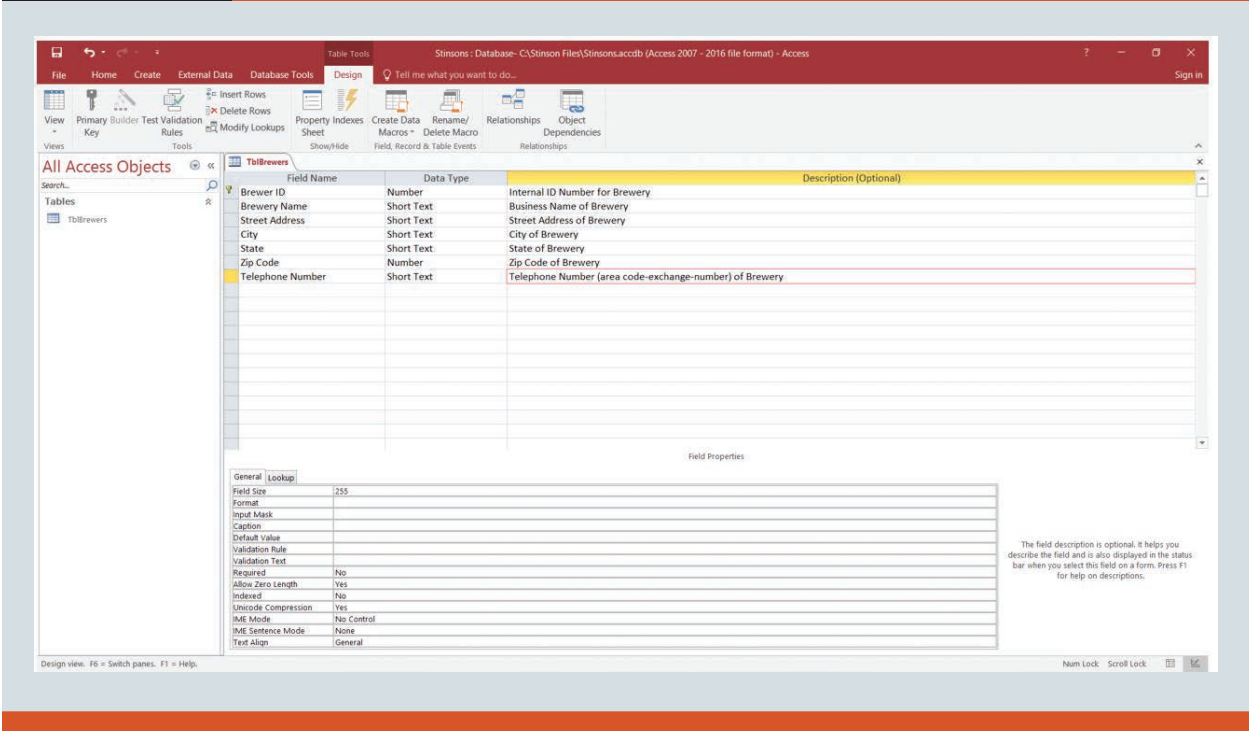 Table Tools
Stinsons : Database- C\Stinson Files\Stinsons.accdb (Access 2007 - 2016 file format) - Access
?
File Home Create External Data Database Tools Design Tell me what you want to do... Sign in
View
Primary Key
Builder
Test Validation Rules
Insert Rows
Delete Rows
Modify Lookups
Property Sheet
Indexes
Create Data Macros
Rename/ Delete Macro
Relationships
Object Dependencies
Views Tools Show/Hide Field, Record & Table Events Relationships
All Access Objects
Search...
Tables
TblBrewers
TblBrewers
Field Name Data Type Description (Optional)
Brewer ID Number Internal ID Number for Brewery
Brewery Name Short Text Business Name of Brewery
Street Address Short Text Street Address of Brewery
City Short Text City of Brewery
State Short Text State of Brewery
Zip Code Number Zip Code of Brewery
Telephone Number Short Text Telephone Number (area code-exchange-number) of Brewery
Field Properties
General Lookup
Field Size 255
Format
Input Mask
Caption
Default Value
Validation Rule
Validation Text
Required No
Allow Zero Length Yes
Indexed No
Unicode Compression Yes
IME Mode No Control
IME Sentence Mode None
Text Align General
The field description is optional. It helps you
describe the field and is also displayed in the status
bar when you select this field on a form. Press F1
for help on descriptions.
Design view. F6 = Switch panes. F1 = Help.
Num Lock Scroll Lock